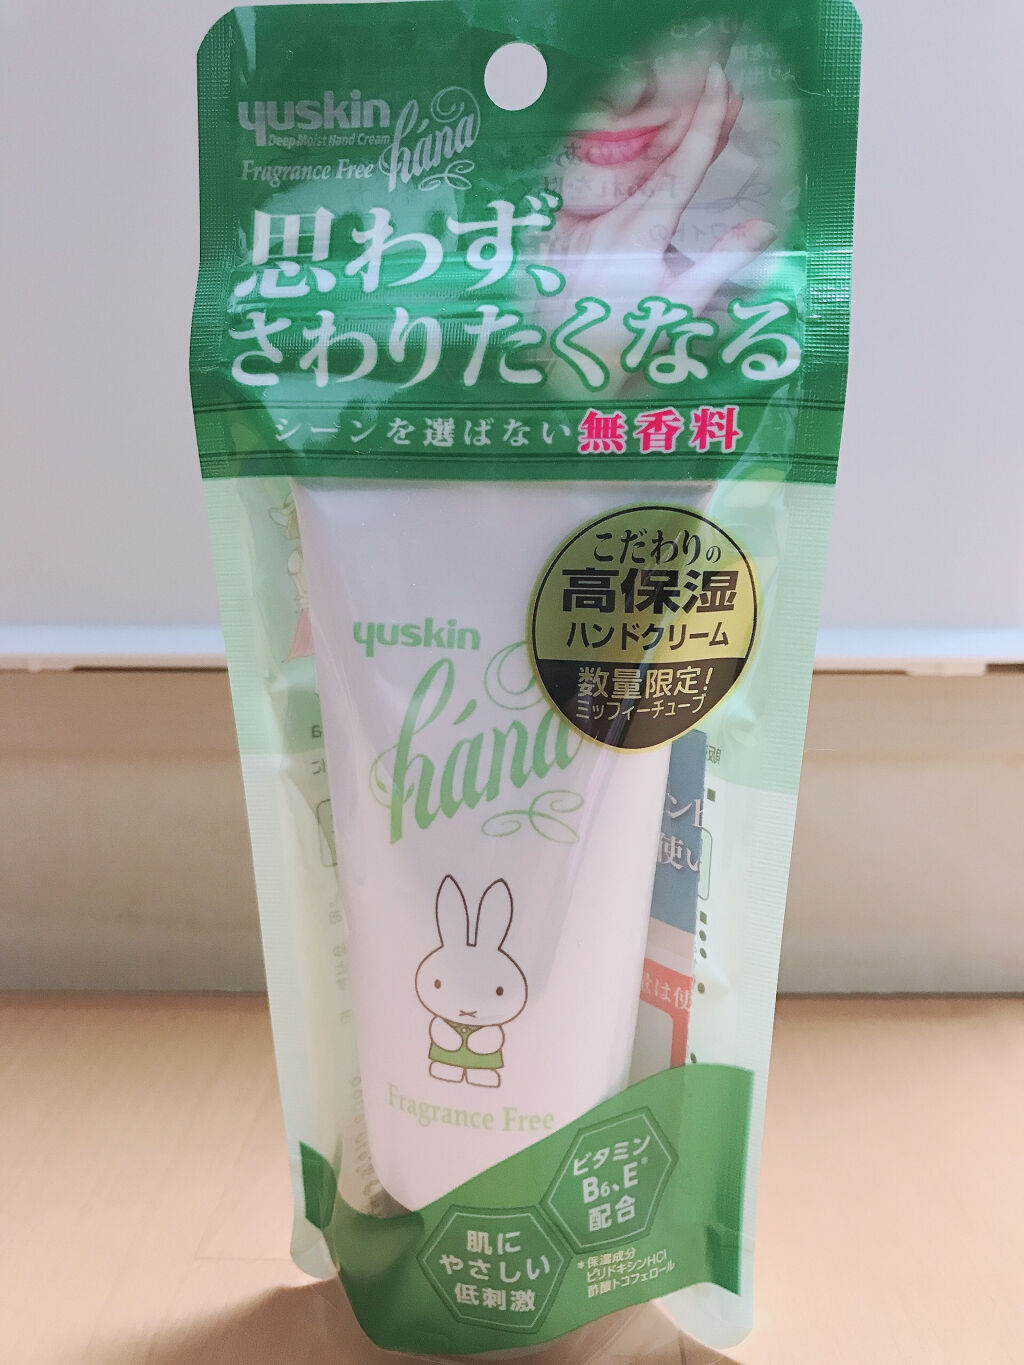 yuskin
Deep Moist Hand Cream
hána
Fragrance Free
思わず、
さわりたくなる
シーンを選ばない無香料
こだわりの
高保湿
ハンドクリーム
数量限定!
ミッフィーチューブ
yuskin
hána
Fragrance Free
ビタミン
B6、E*
配合
肌に
やさしい
低刺激
*保湿成分
ピリドキシンHCl
酢酸トコフェロール